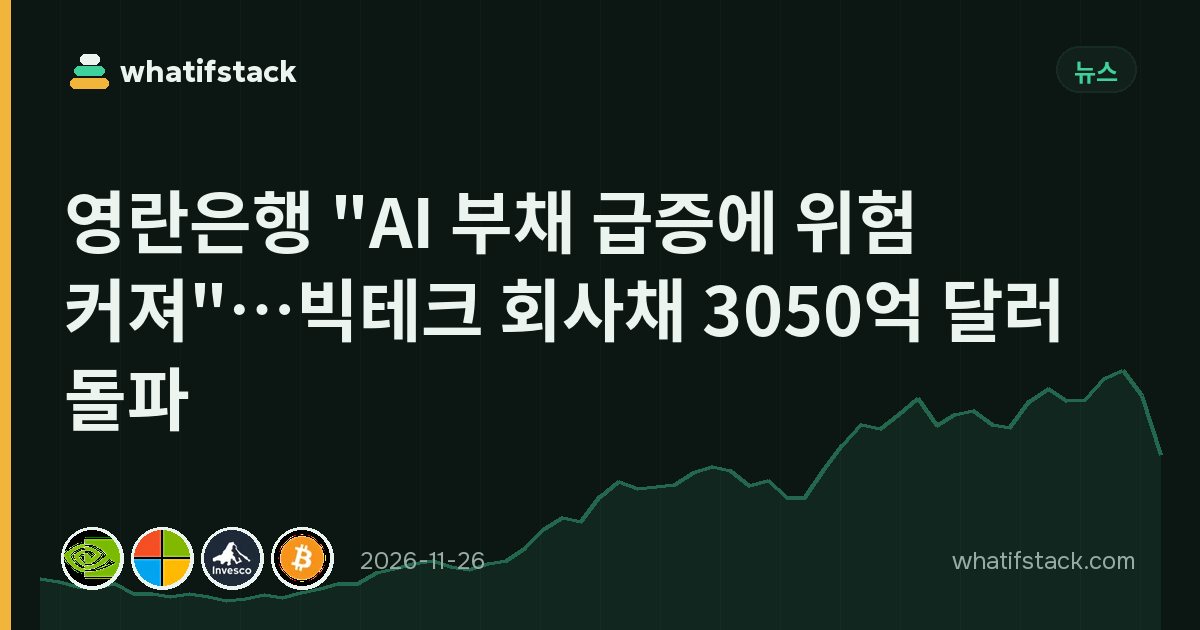 whatifstack
뉴스
영란은행 "AI 부채 급증에 위험
커져"…빅테크 회사채 3050억 달러
돌파
Invesco
2026-11-26
whatifstack.com